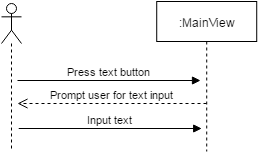 :MainView
Press text button
Prompt user for text input
Input text